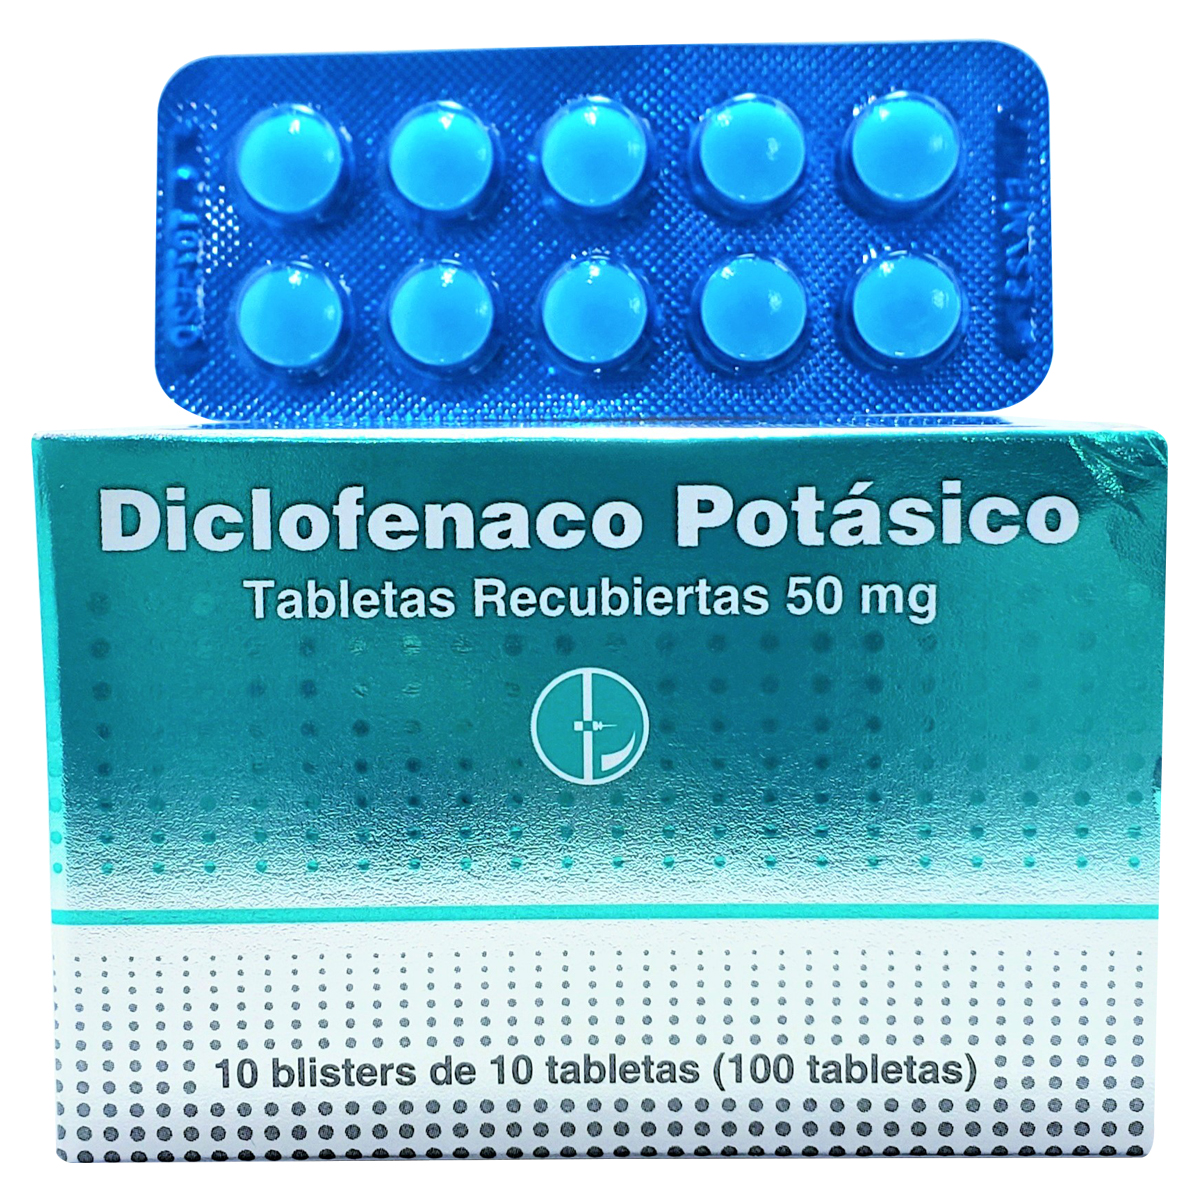 Diclofenaco Potásico
Tabletas Recubiertas 50 mg
10 blisters de 10 tabletas (100 tabletas)